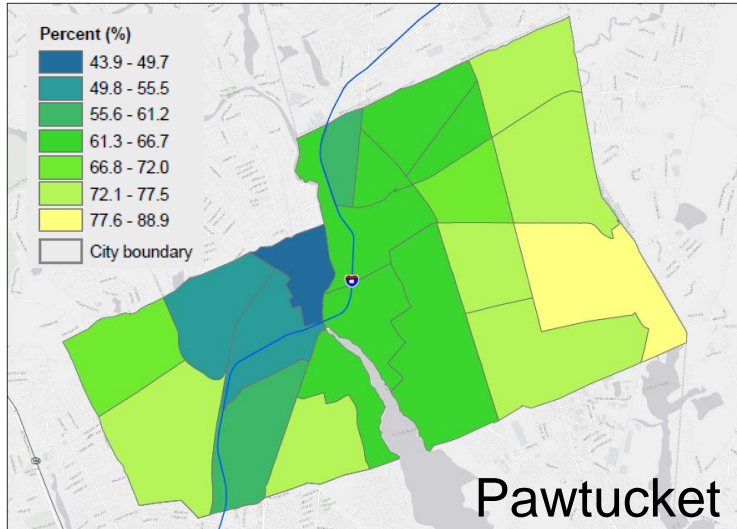 Percent (%)
43.9 - 49.7
49.8 - 55.5
55.6 - 61.2
61.3 - 66.7
66.8 - 72.0
72.1 - 77.5
77.6 - 88.9
City boundary
Pawtucket